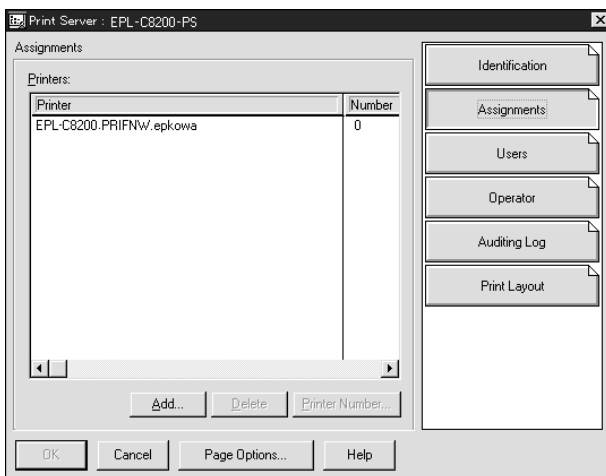 Print Server : EPL-C8200-PS
Assignments
Printers:
Printer Number
EPL-C8200.PRIFNW.epkowa 0
Add... Delete Printer Number...
OK Cancel Page Options... Help
Identification
Assignments
Users
Operator
Auditing Log
Print Layout